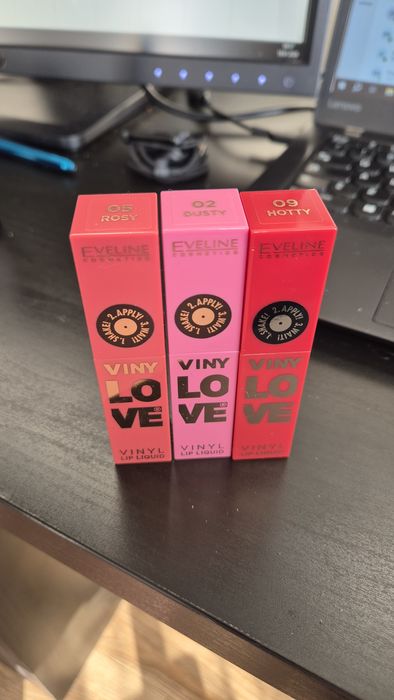 05
ROSY
EVELINE
COSMETICS
1.SHAKE! 2.APPLY! 3.WAIT!
VINY
LO
VE
VINYL
LIP LIQUID
02
DUSTY
EVELINE
COSMETICS
1.SHAKE! 2.APPLY! 3.WAIT!
VINY
LO
VE
VINYL
LIP LIQUID
09
HOTTY
EVELINE
COSMETICS
1.SHAKE! 2.APPLY! 3.WAIT!
VINY
LO
VE
VINYL
LIP LIQUID
Lenovo